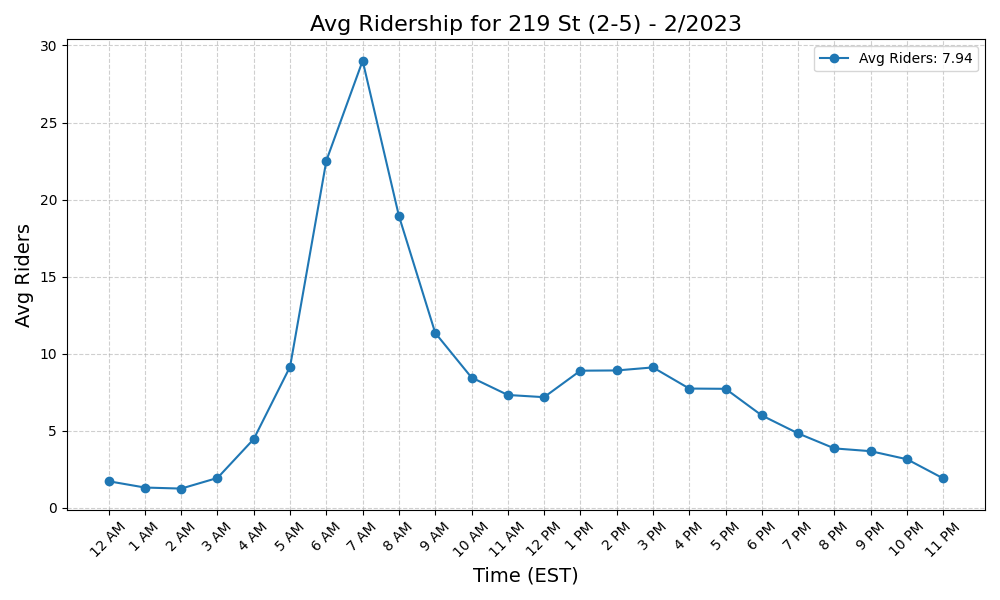 Avg Ridership for 219 St (2-5) - 2/2023
Avg Riders: 7.94
30
25
20
15
10
5
0
Avg Riders
12 AM
1 AM
2 AM
3 AM
4 AM
5 AM
6 AM
7 AM
8 AM
9 AM
10 AM
11 AM
12 PM
1 PM
2 PM
3 PM
4 PM
5 PM
6 PM
7 PM
8 PM
9 PM
10 PM
11 PM
Time (EST)